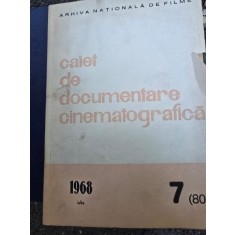 ARHIVA NAȚIONALĂ DE FILME
caiet
de
documentare
cinematografică
1968
7 (80